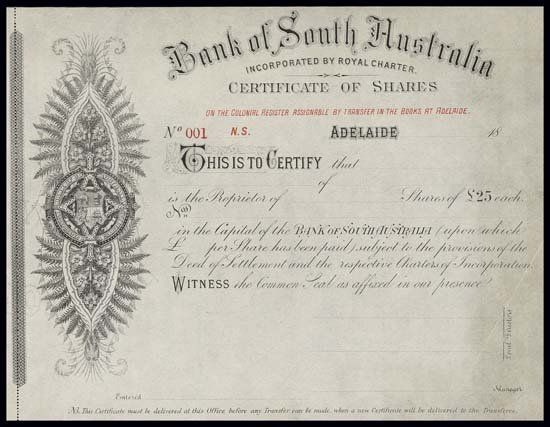 Bank of South Australia
INCORPORATED BY ROYAL CHARTER.
CERTIFICATE OF SHARES
ON THE COLONIAL REGISTER ASSIGNABLE BY TRANSFER IN THE BOOKS AT ADELAIDE.
No 001 N.S. ADELAIDE 18
THIS IS TO CERTIFY that
of
is the Proprietor of Shares of £25 each.
Nos
in the Capital of the BANK OF SOUTH AUSTRALIA (upon which
£ per Share has been paid) subject to the provisions of the
Deed of Settlement and the respective Charters of Incorporation.
WITNESS the Common Seal as affixed in our presence
Entered Manager
NB. This Certificate must be delivered at this Office before any Transfer can be made, when a new Certificate will be delivered to the Transferee.